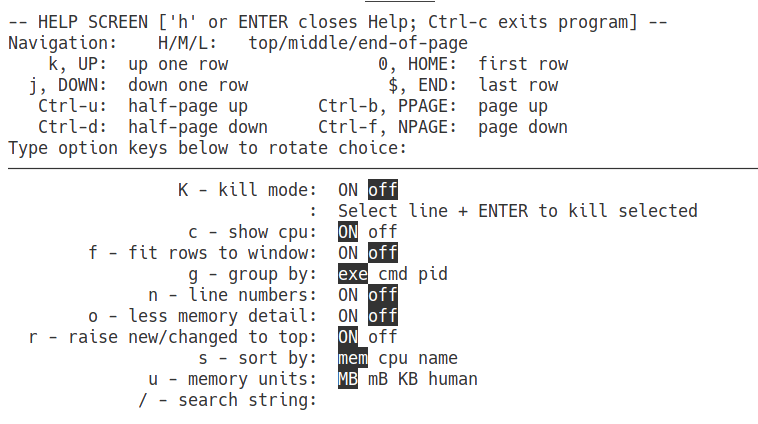 -- HELP SCREEN ['h' or ENTER closes Help; Ctrl-c exits program] --
Navigation:    H/M/L:   top/middle/end-of-page
    k, UP:  up one row               0, HOME:  first row
  j, DOWN:  down one row              $, END:  last row
   Ctrl-u:  half-page up       Ctrl-b, PPAGE:  page up
   Ctrl-d:  half-page down     Ctrl-f, NPAGE:  page down
Type option keys below to rotate choice:
                 K - kill mode:  ON off
                              :  Select line + ENTER to kill selected
                  c - show cpu:  ON off
        f - fit rows to window:  ON off
                  g - group by:  exe cmd pid
              n - line numbers:  ON off
        o - less memory detail:  ON off
  r - raise new/changed to top:  ON off
                   s - sort by:  mem cpu name
              u - memory units:  MB mB KB human
             / - search string: